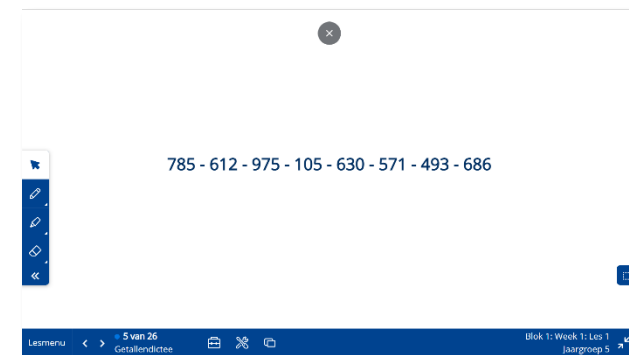 785 - 612 - 975 - 105 - 630 - 571 - 493 - 686
Lesmenu
5 van 26
Getallendictee
Blok 1: Week 1: Les 1
Jaargroep 5